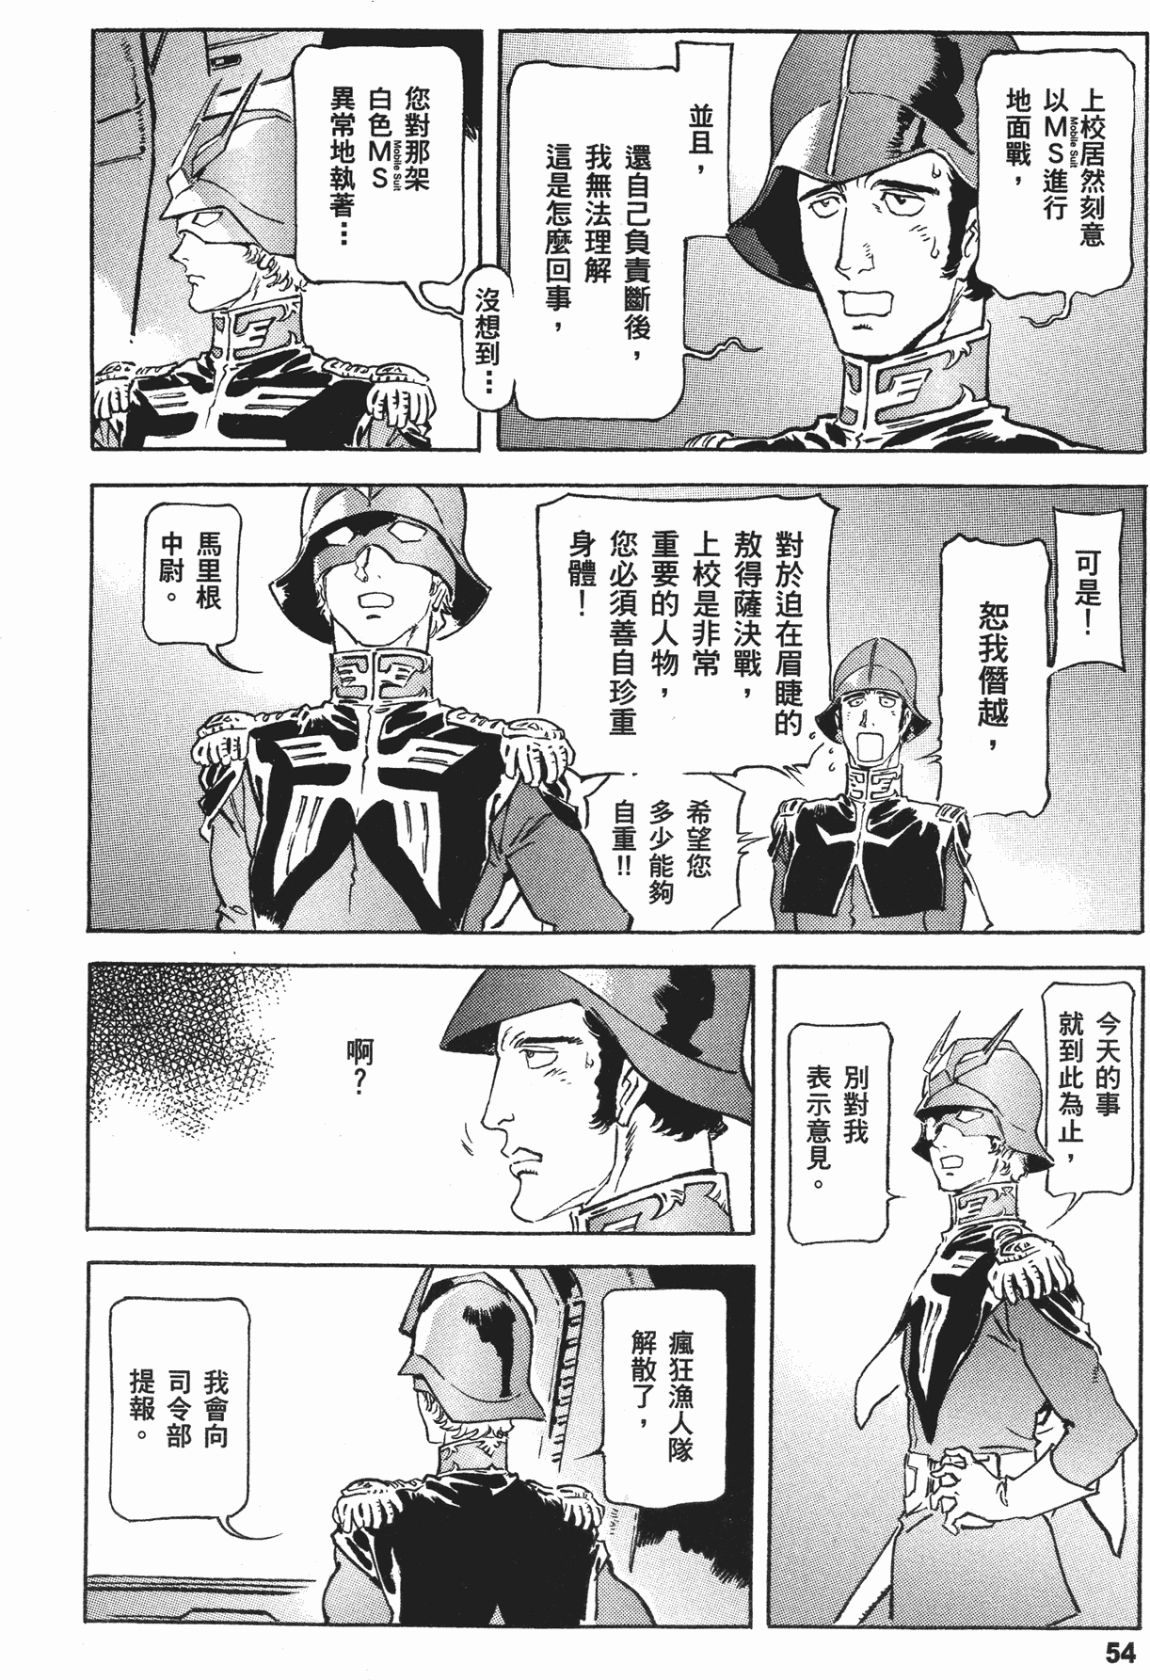 上校居然刻意
以MS進行
Mobile Suit
地面戰，
並且，
還自己負責斷後，
我無法理解
這是怎麼回事，
沒想到…
您對那架
白色MS
Mobile Suit
異常地執著…
可是！
恕我僭越，
對於迫在眉睫的
敖得薩決戰，
上校是非常
重要的人物，
您必須善自珍重
身體！
希望您
多少能夠
自重!!
馬里根
中尉。
今天的事
就到此為止，
別對我
表示意見。
啊？
瘋狂漁人隊
解散了，
我會向
司令部
提報。
54